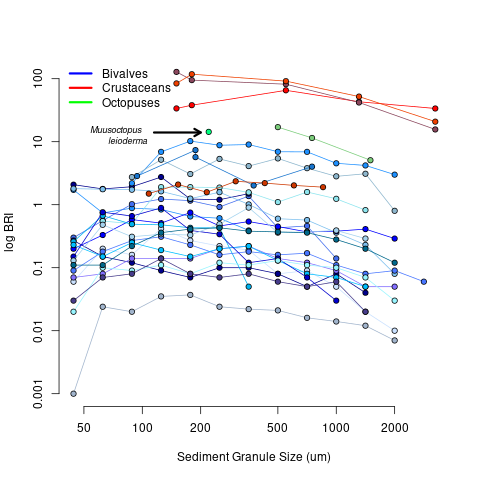 Bivalves
Crustaceans
Octopuses
Muusoctopus
leioderma
log BRI
100
10
1
0.1
0.01
0.001
50 100 200 500 1000 2000
Sediment Granule Size (um)